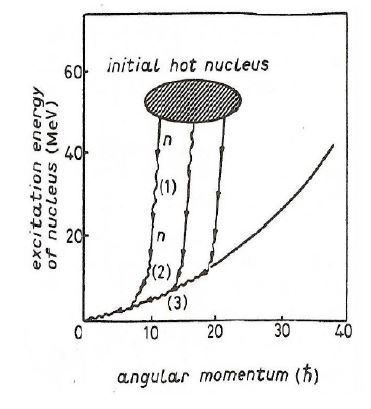 initial hot nucleus
excitation energy
of nucleus (MeV)
60
40
20
n
(1)
n
(2)
(3)
0
10
20
30
40
angular momentum (ħ)